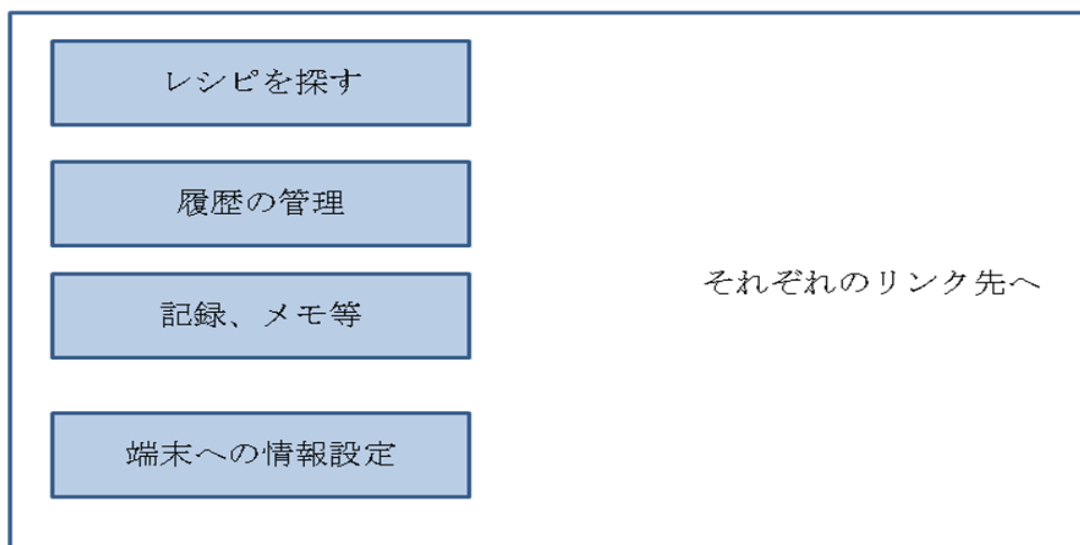 レシピを探す
履歴の管理
それぞれのリンク先へ
記録、メモ等
端末への情報設定